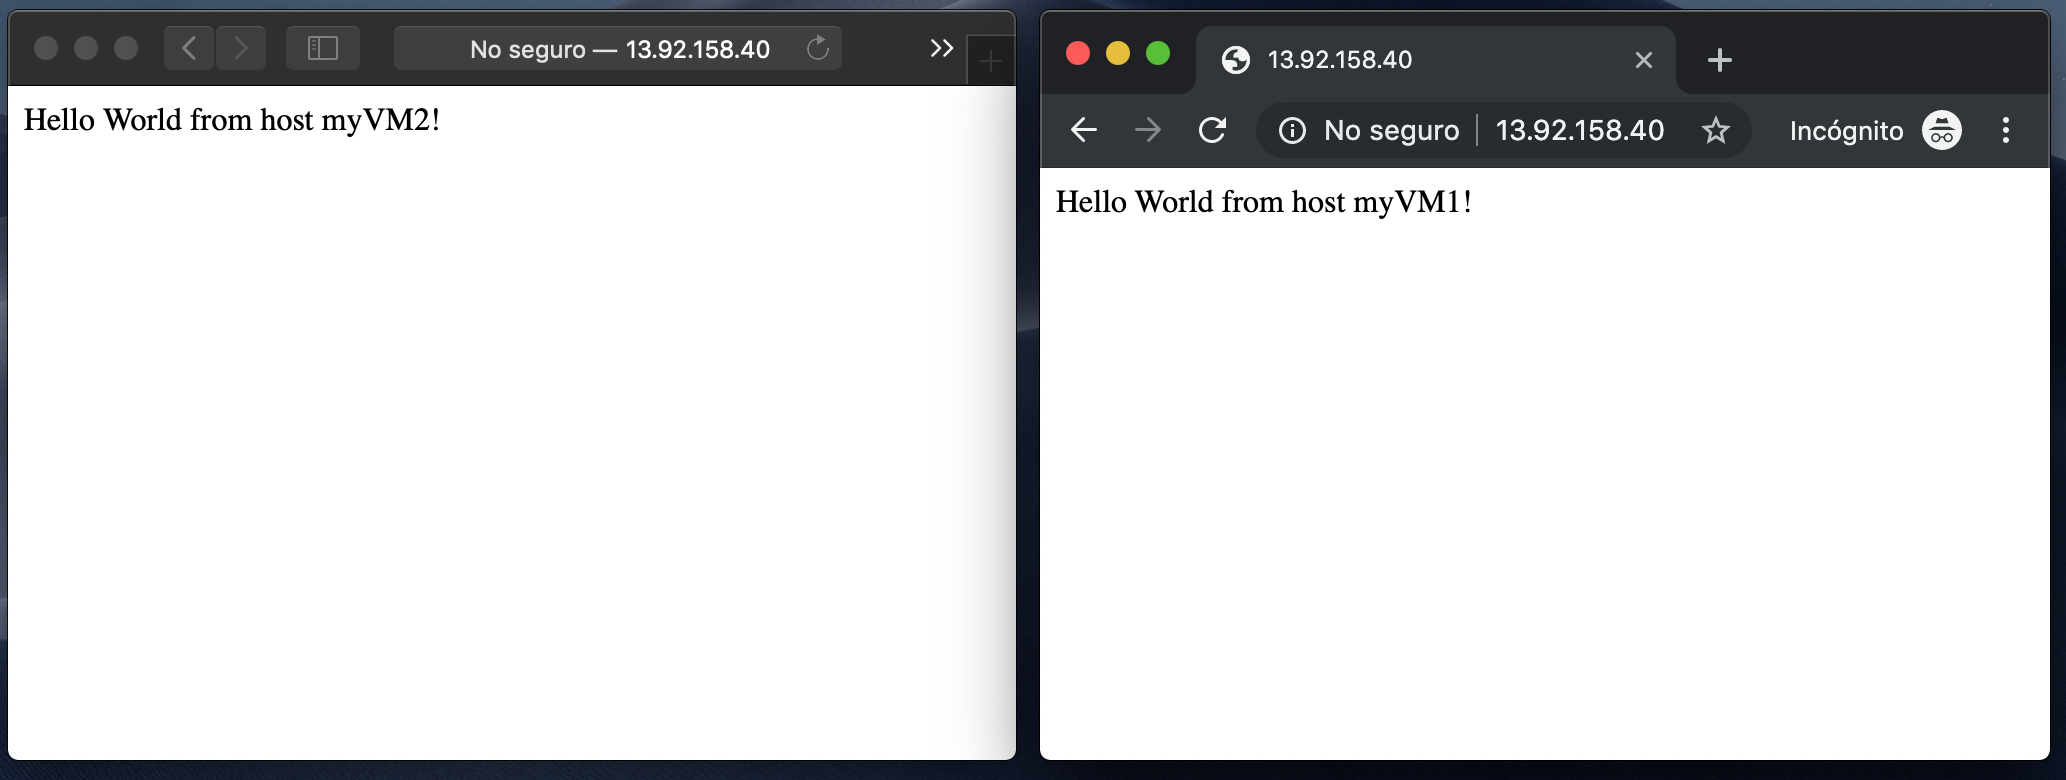 No seguro — 13.92.158.40
Hello World from host myVM2!
13.92.158.40
No seguro 13.92.158.40 Incógnito
Hello World from host myVM1!